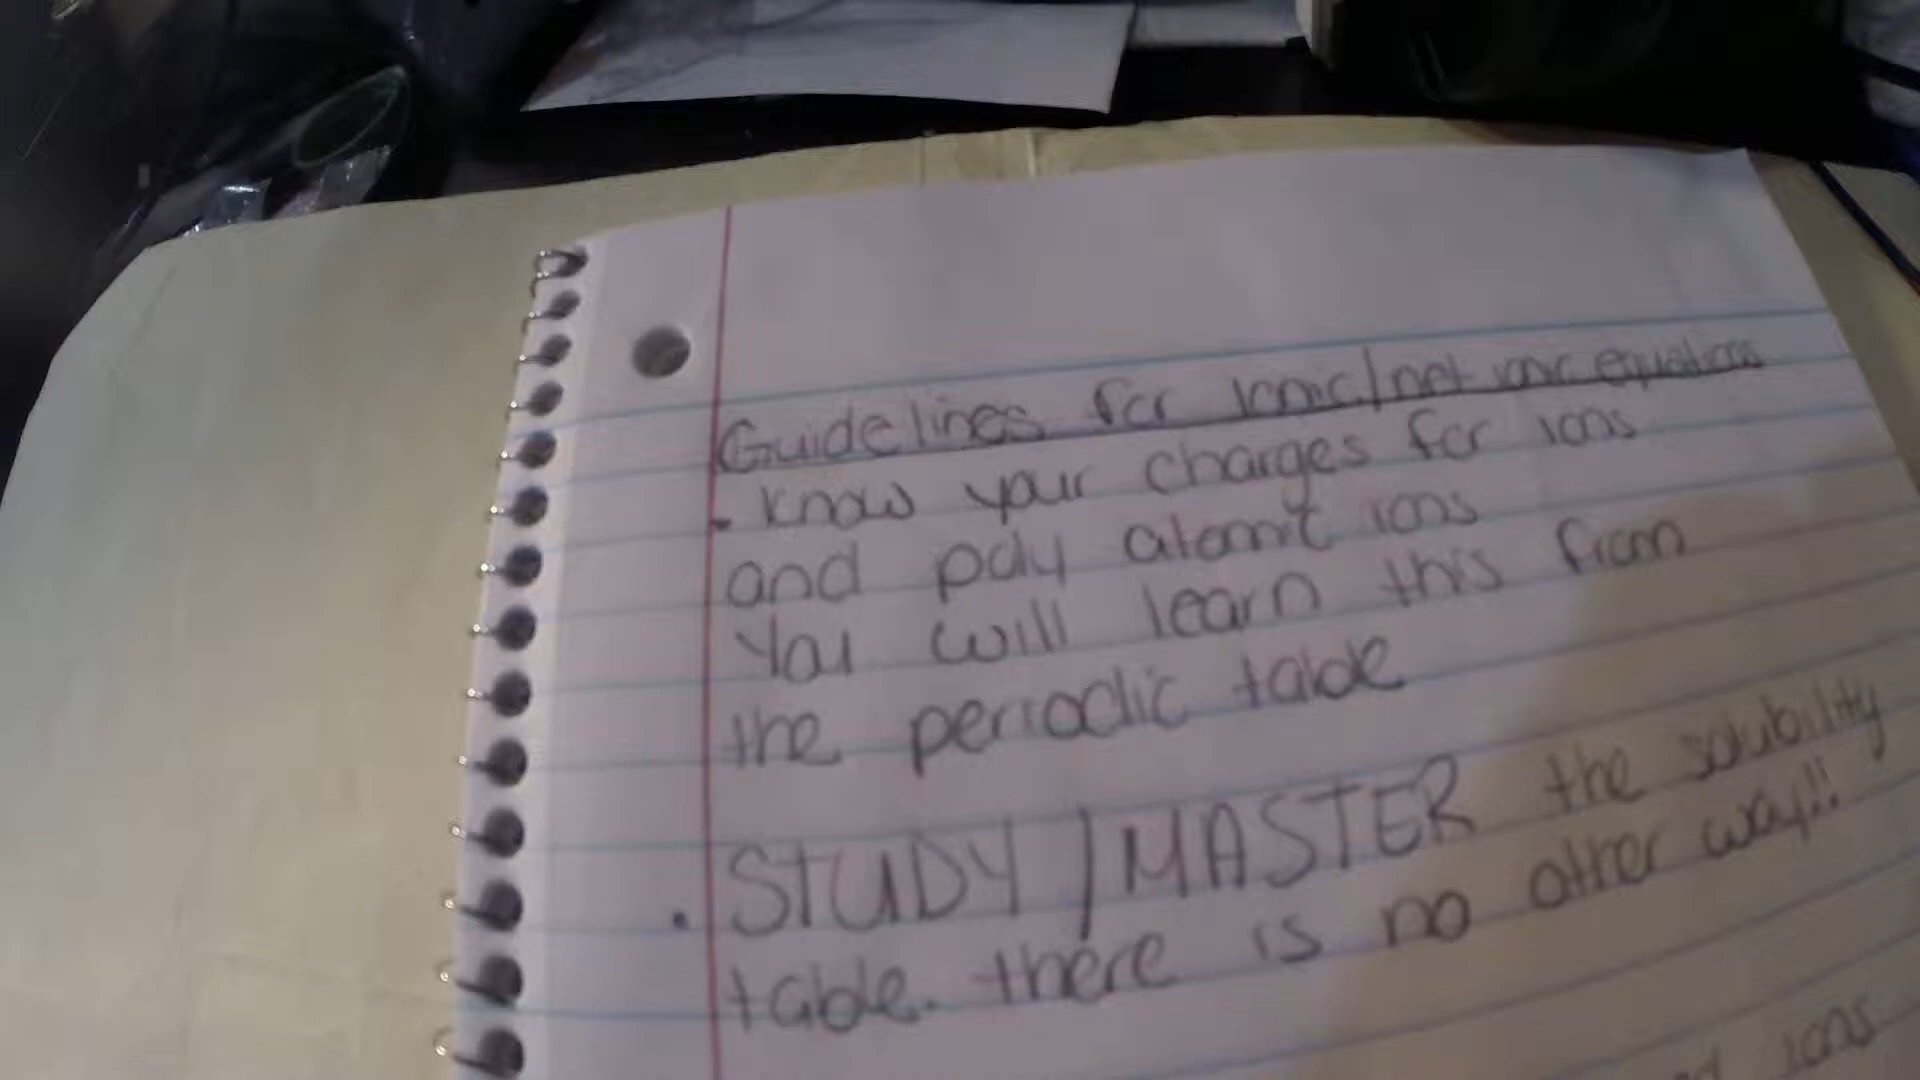 Guidelines for Ionic/net ionic equations
. know your charges for ions
and poly atomic ions
You will learn this from
the periodic table
. STUDY/MASTER the solubility
table. there is no other way!!
ions